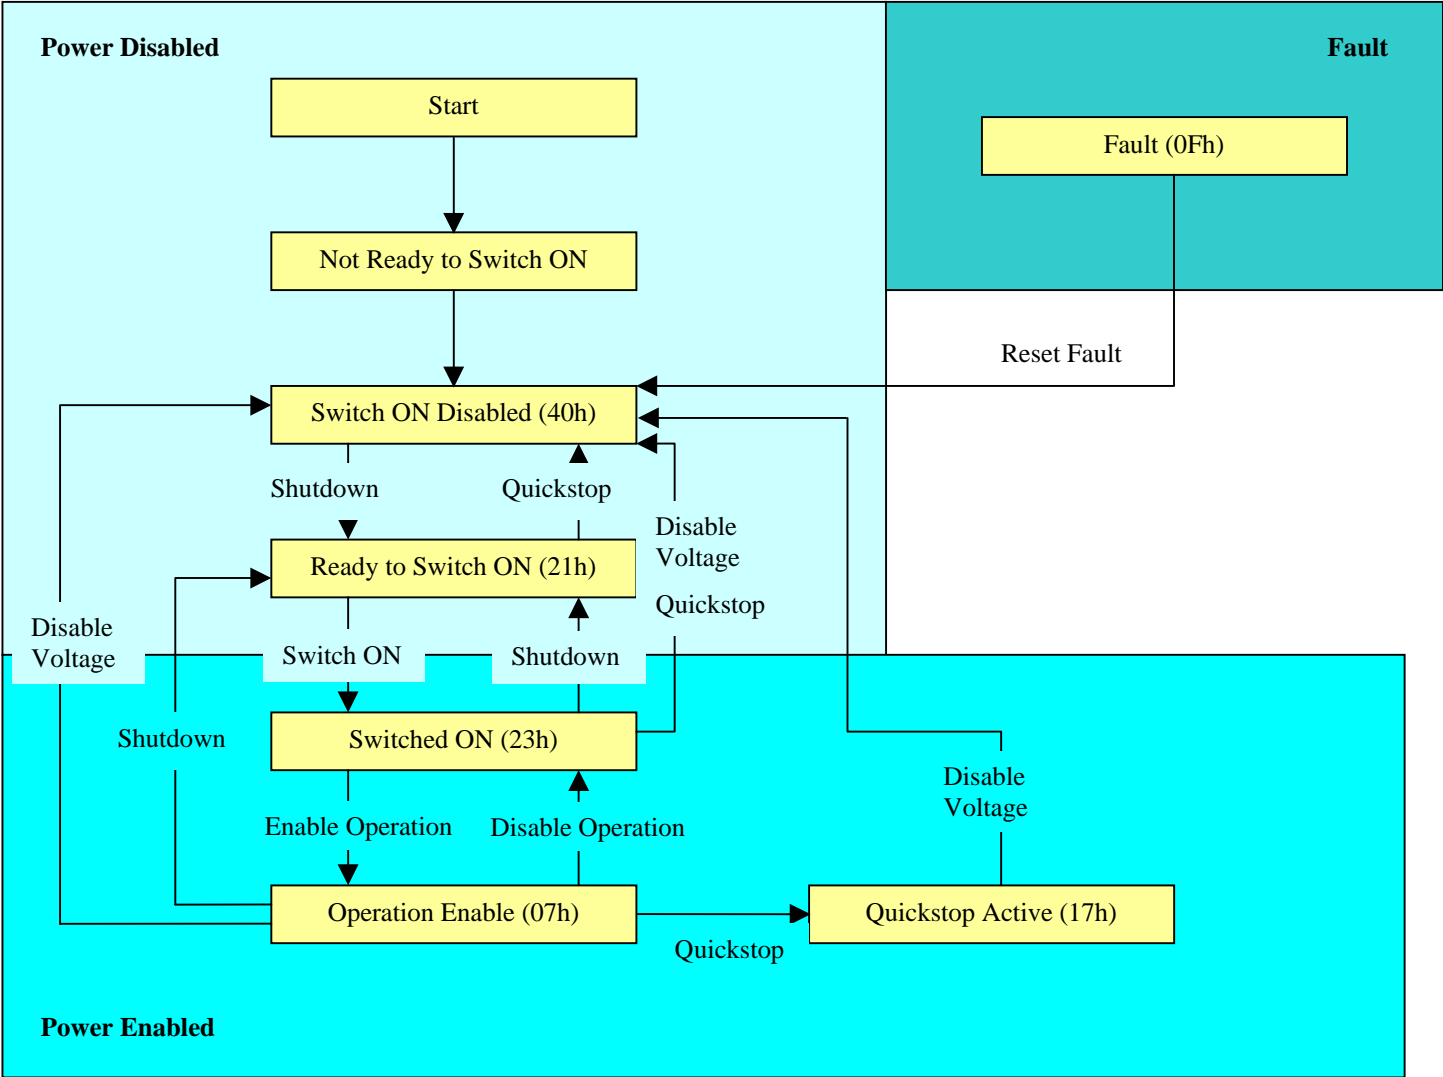 Power Disabled
Fault
Start
Fault (0Fh)
Not Ready to Switch ON
Reset Fault
Switch ON Disabled (40h)
Shutdown
Quickstop
Disable
Voltage
Ready to Switch ON (21h)
Quickstop
Disable
Voltage
Switch ON
Shutdown
Shutdown
Switched ON (23h)
Disable
Voltage
Enable Operation
Disable Operation
Operation Enable (07h)
Quickstop Active (17h)
Quickstop
Power Enabled